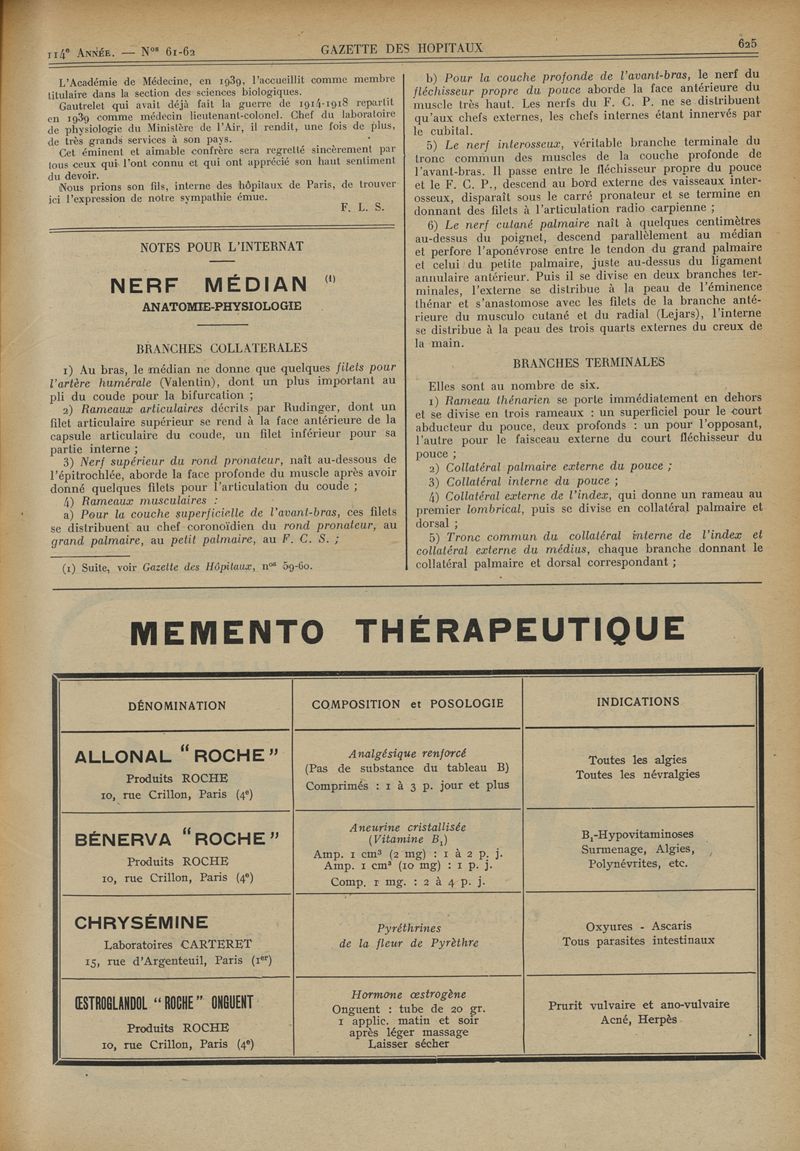 114e ANNÉE. — Nos 61-62
GAZETTE DES HOPITAUX
625
L'Académie de Médecine, en 1939, l'accueillit comme membre
titulaire dans la section des sciences biologiques.
Gautrelet qui avait déjà fait la guerre de 1914-1918 repartit
en 1939 comme médecin lieutenant-colonel. Chef du laboratoire
de physiologie du Ministère de l'Air, il rendit, une fois de plus,
de très grands services à son pays.
Cet éminent et aimable confrère sera regretté sincèrement par
tous ceux qui l'ont connu et qui ont apprécié son haut sentiment
du devoir.
Nous prions son fils, interne des hôpitaux de Paris, de trouver
ici l'expression de notre sympathie émue.
F. L. S.
NOTES POUR L'INTERNAT
NERF MÉDIAN (1)
ANATOMIE-PHYSIOLOGIE
BRANCHES COLLATERALES
1) Au bras, le médian ne donne que quelques filets pour
l'artère humérale (Valentin), dont un plus important au
pli du coude pour la bifurcation ;
2) Rameaux articulaires décrits par Rudinger, dont un
filet articulaire supérieur se rend à la face antérieure de la
capsule articulaire du coude, un filet inférieur pour sa
partie interne ;
3) Nerf supérieur du rond pronateur, naît au-dessous de
l'épitrochlée, aborde la face profonde du muscle après avoir
donné quelques filets pour l'articulation du coude ;
4) Rameaux musculaires :
a) Pour la couche superficielle de l'avant-bras, ces filets
se distribuent au chef coronoïdien du rond pronateur, au
grand palmaire, au petit palmaire, au F. C. S. ;
(1) Suite, voir Gazette des Hôpitaux, nos 59-60.
b) Pour la couche profonde de l'avant-bras, le nerf du
fléchisseur propre du pouce aborde la face antérieure du
muscle très haut. Les nerfs du F. C. P. ne se distribuent
qu'aux chefs externes, les chefs internes étant innervés par
le cubital.
5) Le nerf interosseux, véritable branche terminale du
tronc commun des muscles de la couche profonde de
l'avant-bras. Il passe entre le fléchisseur propre du pouce
et le F. C. P., descend au bord externe des vaisseaux inter-
osseux, disparaît sous le carré pronateur et se termine en
donnant des filets à l'articulation radio carpienne ;
6) Le nerf cutané palmaire naît à quelques centimètres
au-dessus du poignet, descend parallèlement au médian
et perfore l'aponévrose entre le tendon du grand palmaire
et celui du petite palmaire, juste au-dessus du ligament
annulaire antérieur. Puis il se divise en deux branches ter-
minales, l'externe se distribue à la peau de l'éminence
thénar et s'anastomose avec les filets de la branche anté-
rieure du musculo cutané et du radial (Lejars), l'interne
se distribue à la peau des trois quarts externes du creux de
la main.
BRANCHES TERMINALES
Elles sont au nombre de six.
1) Rameau thénarien se porte immédiatement en dehors
et se divise en trois rameaux : un superficiel pour le court
abducteur du pouce, deux profonds : un pour l'opposant,
l'autre pour le faisceau externe du court fléchisseur du
pouce ;
2) Collatéral palmaire externe du pouce ;
3) Collatéral interne du pouce ;
4) Collatéral externe de l'index, qui donne un rameau au
premier lombrical, puis se divise en collatéral palmaire et
dorsal ;
5) Tronc commun du collatéral interne de l'index et
collatéral externe du médius, chaque branche donnant le
collatéral palmaire et dorsal correspondant ;
MEMENTO THÉRAPEUTIQUE
DÉNOMINATION
COMPOSITION et POSOLOGIE
INDICATIONS
ALLONAL "ROCHE"
Produits ROCHE
10, rue Crillon, Paris (4e)
Analgésique renforcé
(Pas de substance du tableau B)
Comprimés : 1 à 3 p. jour et plus
Toutes les algies
Toutes les névralgies
BÉNERVA "ROCHE"
Produits ROCHE
10, rue Crillon, Paris (4e)
Aneurine cristallisée
(Vitamine B1)
Amp. 1 cm3 (2 mg) : 1 à 2 p. j.
Amp. 1 cm3 (10 mg) : 1 p. j.
Comp. 1 mg. : 2 à 4 p. j.
B1-Hypovitaminoses
Surmenage, Algies,
Polynévrites, etc.
CHRYSÉMINE
Laboratoires CARTERET
15, rue d'Argenteuil, Paris (1er)
Pyréthrines
de la fleur de Pyrèthre
Oxyures - Ascaris
Tous parasites intestinaux
ŒSTROGLANDOL "ROCHE" ONGUENT
Produits ROCHE
10, rue Crillon, Paris (4e)
Hormone œstrogène
Onguent : tube de 20 gr.
1 applic. matin et soir
après léger massage
Laisser sécher
Prurit vulvaire et ano-vulvaire
Acné, Herpès